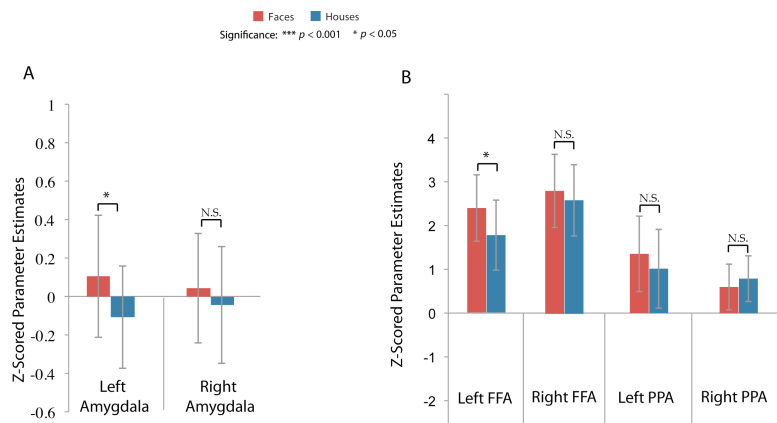 Faces Houses
Significance: *** p < 0.001 * p < 0.05
A
Z-Scored Parameter Estimates
1
0.8
0.6
0.4
0.2
0
-0.2
-0.4
-0.6
*
N.S.
Left
Amygdala
Right
Amygdala
B
Z-Scored Parameter Estimates
4
3
2
1
0
-1
-2
*
N.S.
N.S.
N.S.
Left FFA Right FFA Left PPA Right PPA